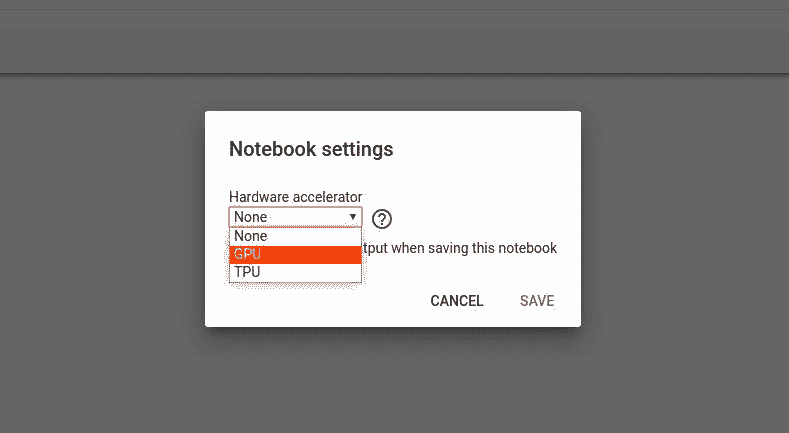 Notebook settings
Hardware accelerator
None
None
tput when saving this notebook
GPU
TPU
CANCEL SAVE